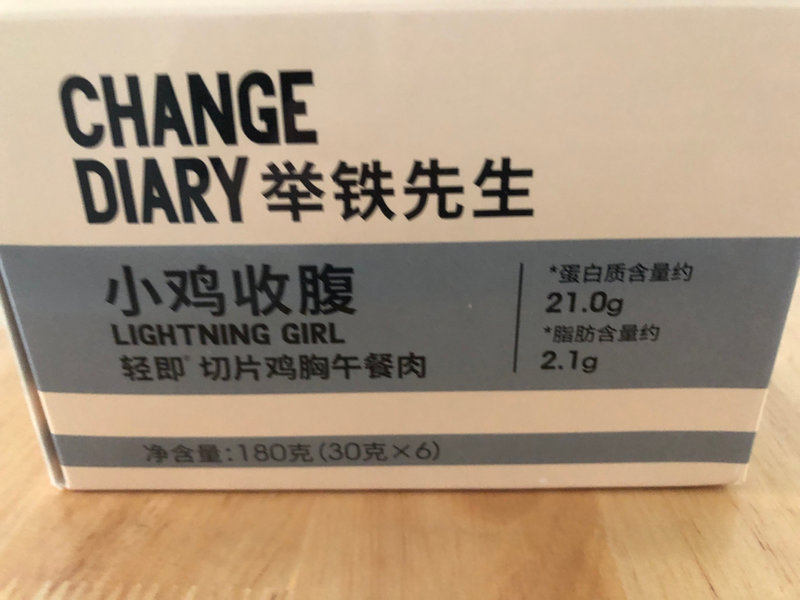 CHANGE
DIARY 举铁先生
小鸡收腹
LIGHTNING GIRL
轻即® 切片鸡胸午餐肉
*蛋白质含量约
21.0g
*脂肪含量约
2.1g
净含量:180克(30克×6)